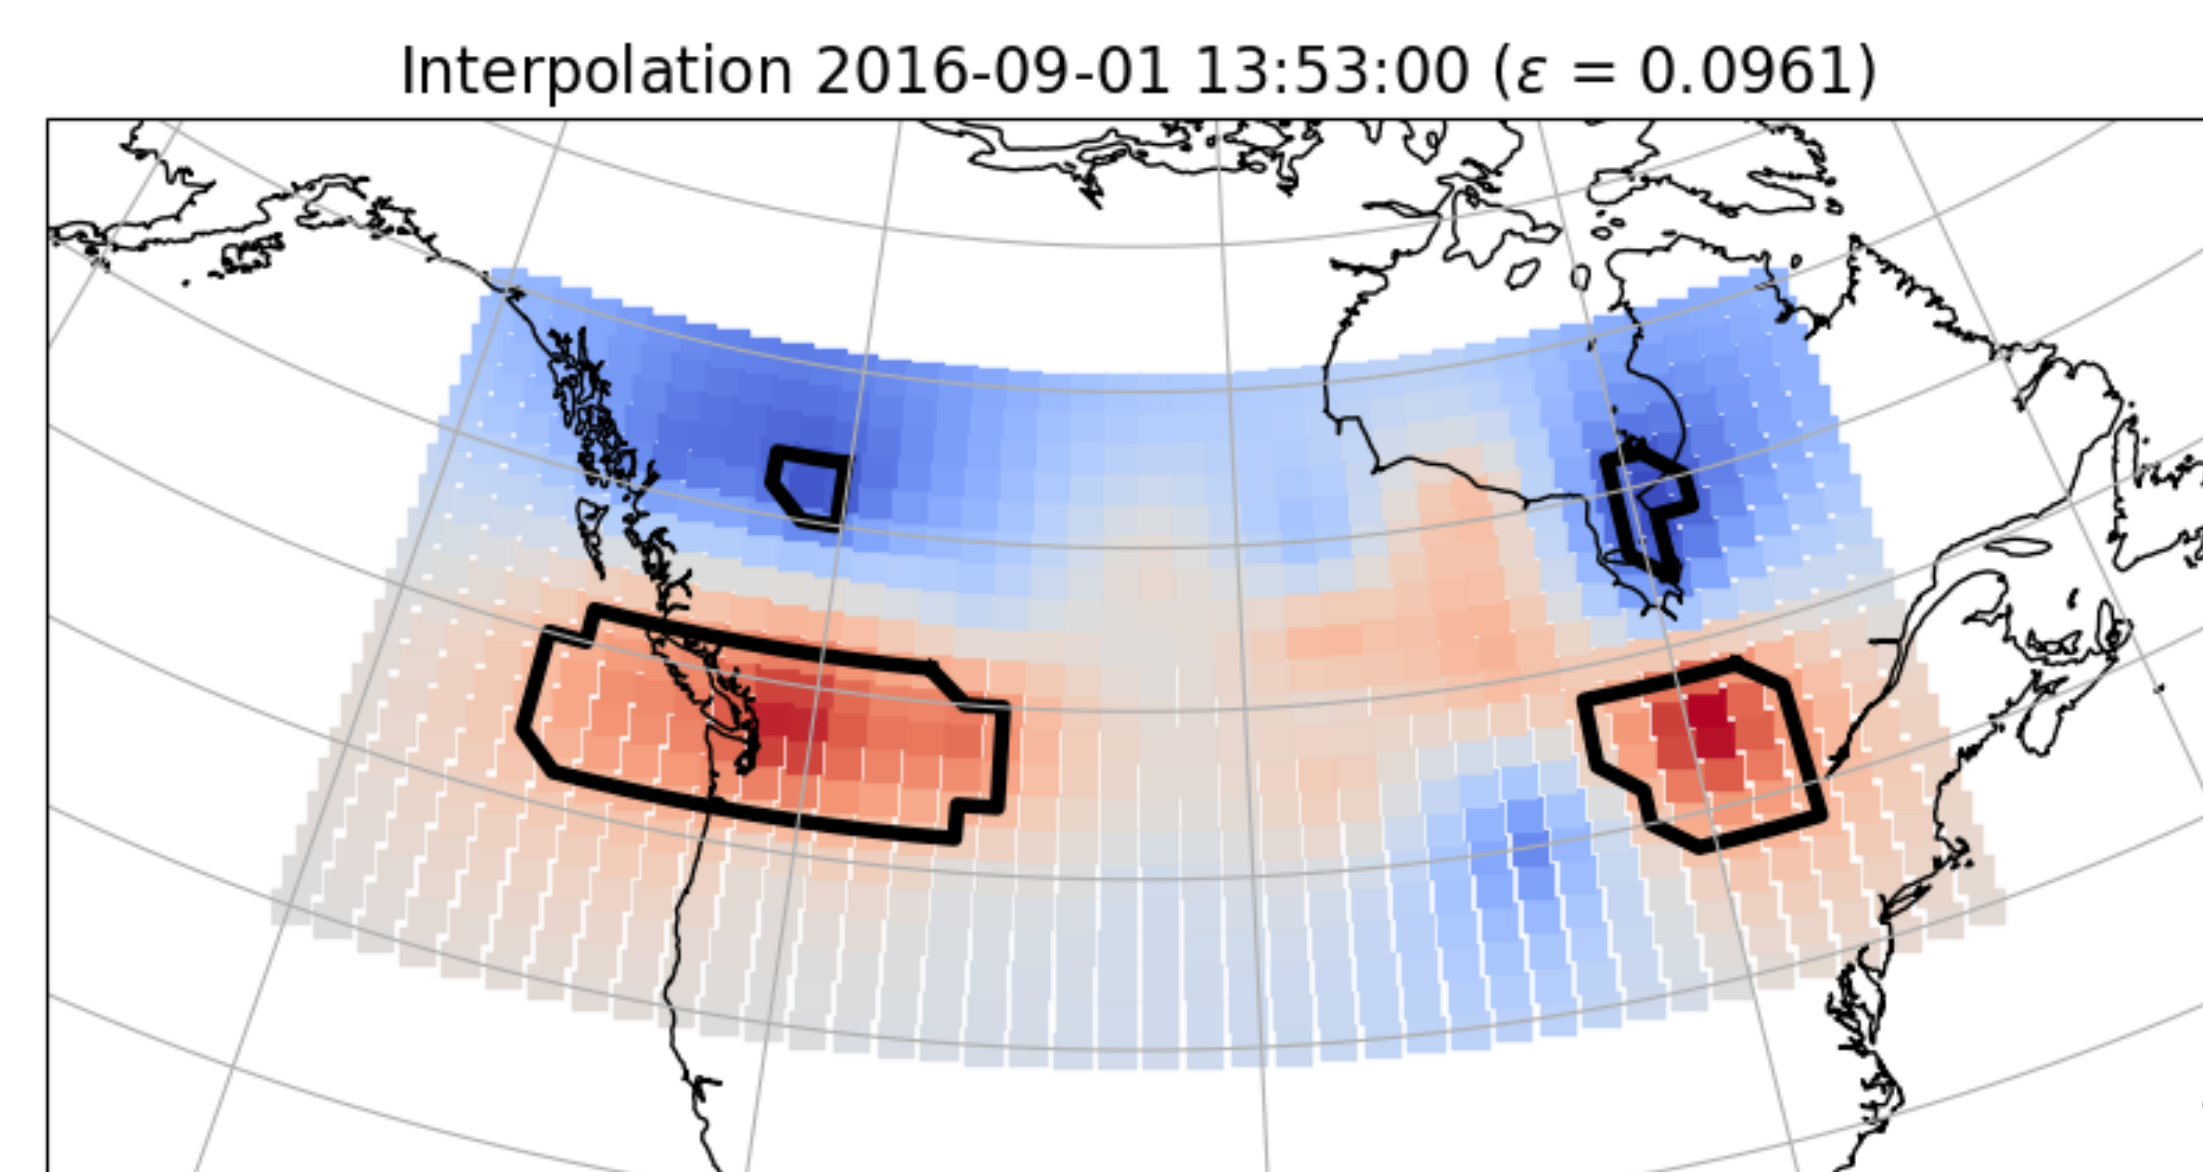 Interpolation 2016-09-01 13:53:00 (ε = 0.0961)